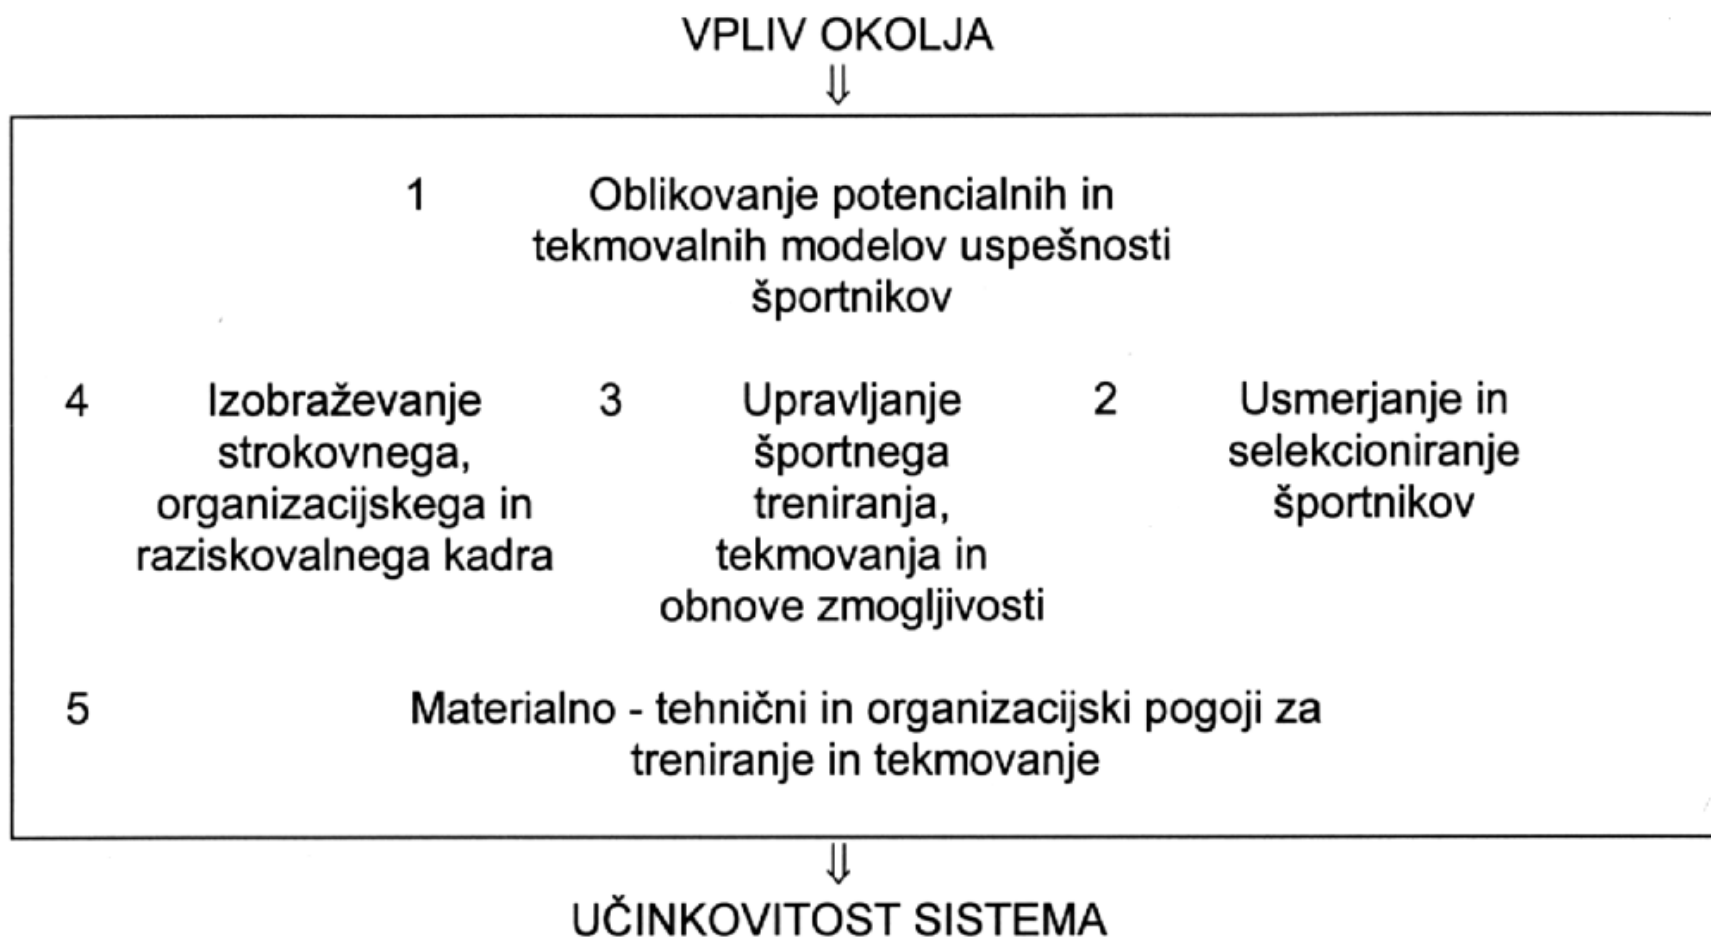 VPLIV OKOLJA
⇓
1 Oblikovanje potencialnih in
tekmovalnih modelov uspešnosti
športnikov
4 Izobraževanje
strokovnega,
organizacijskega in
raziskovalnega kadra
3 Upravljanje
športnega
treniranja,
tekmovanja in
obnove zmogljivosti
2 Usmerjanje in
selekcioniranje
športnikov
5 Materialno - tehnični in organizacijski pogoji za
treniranje in tekmovanje
⇓
UČINKOVITOST SISTEMA